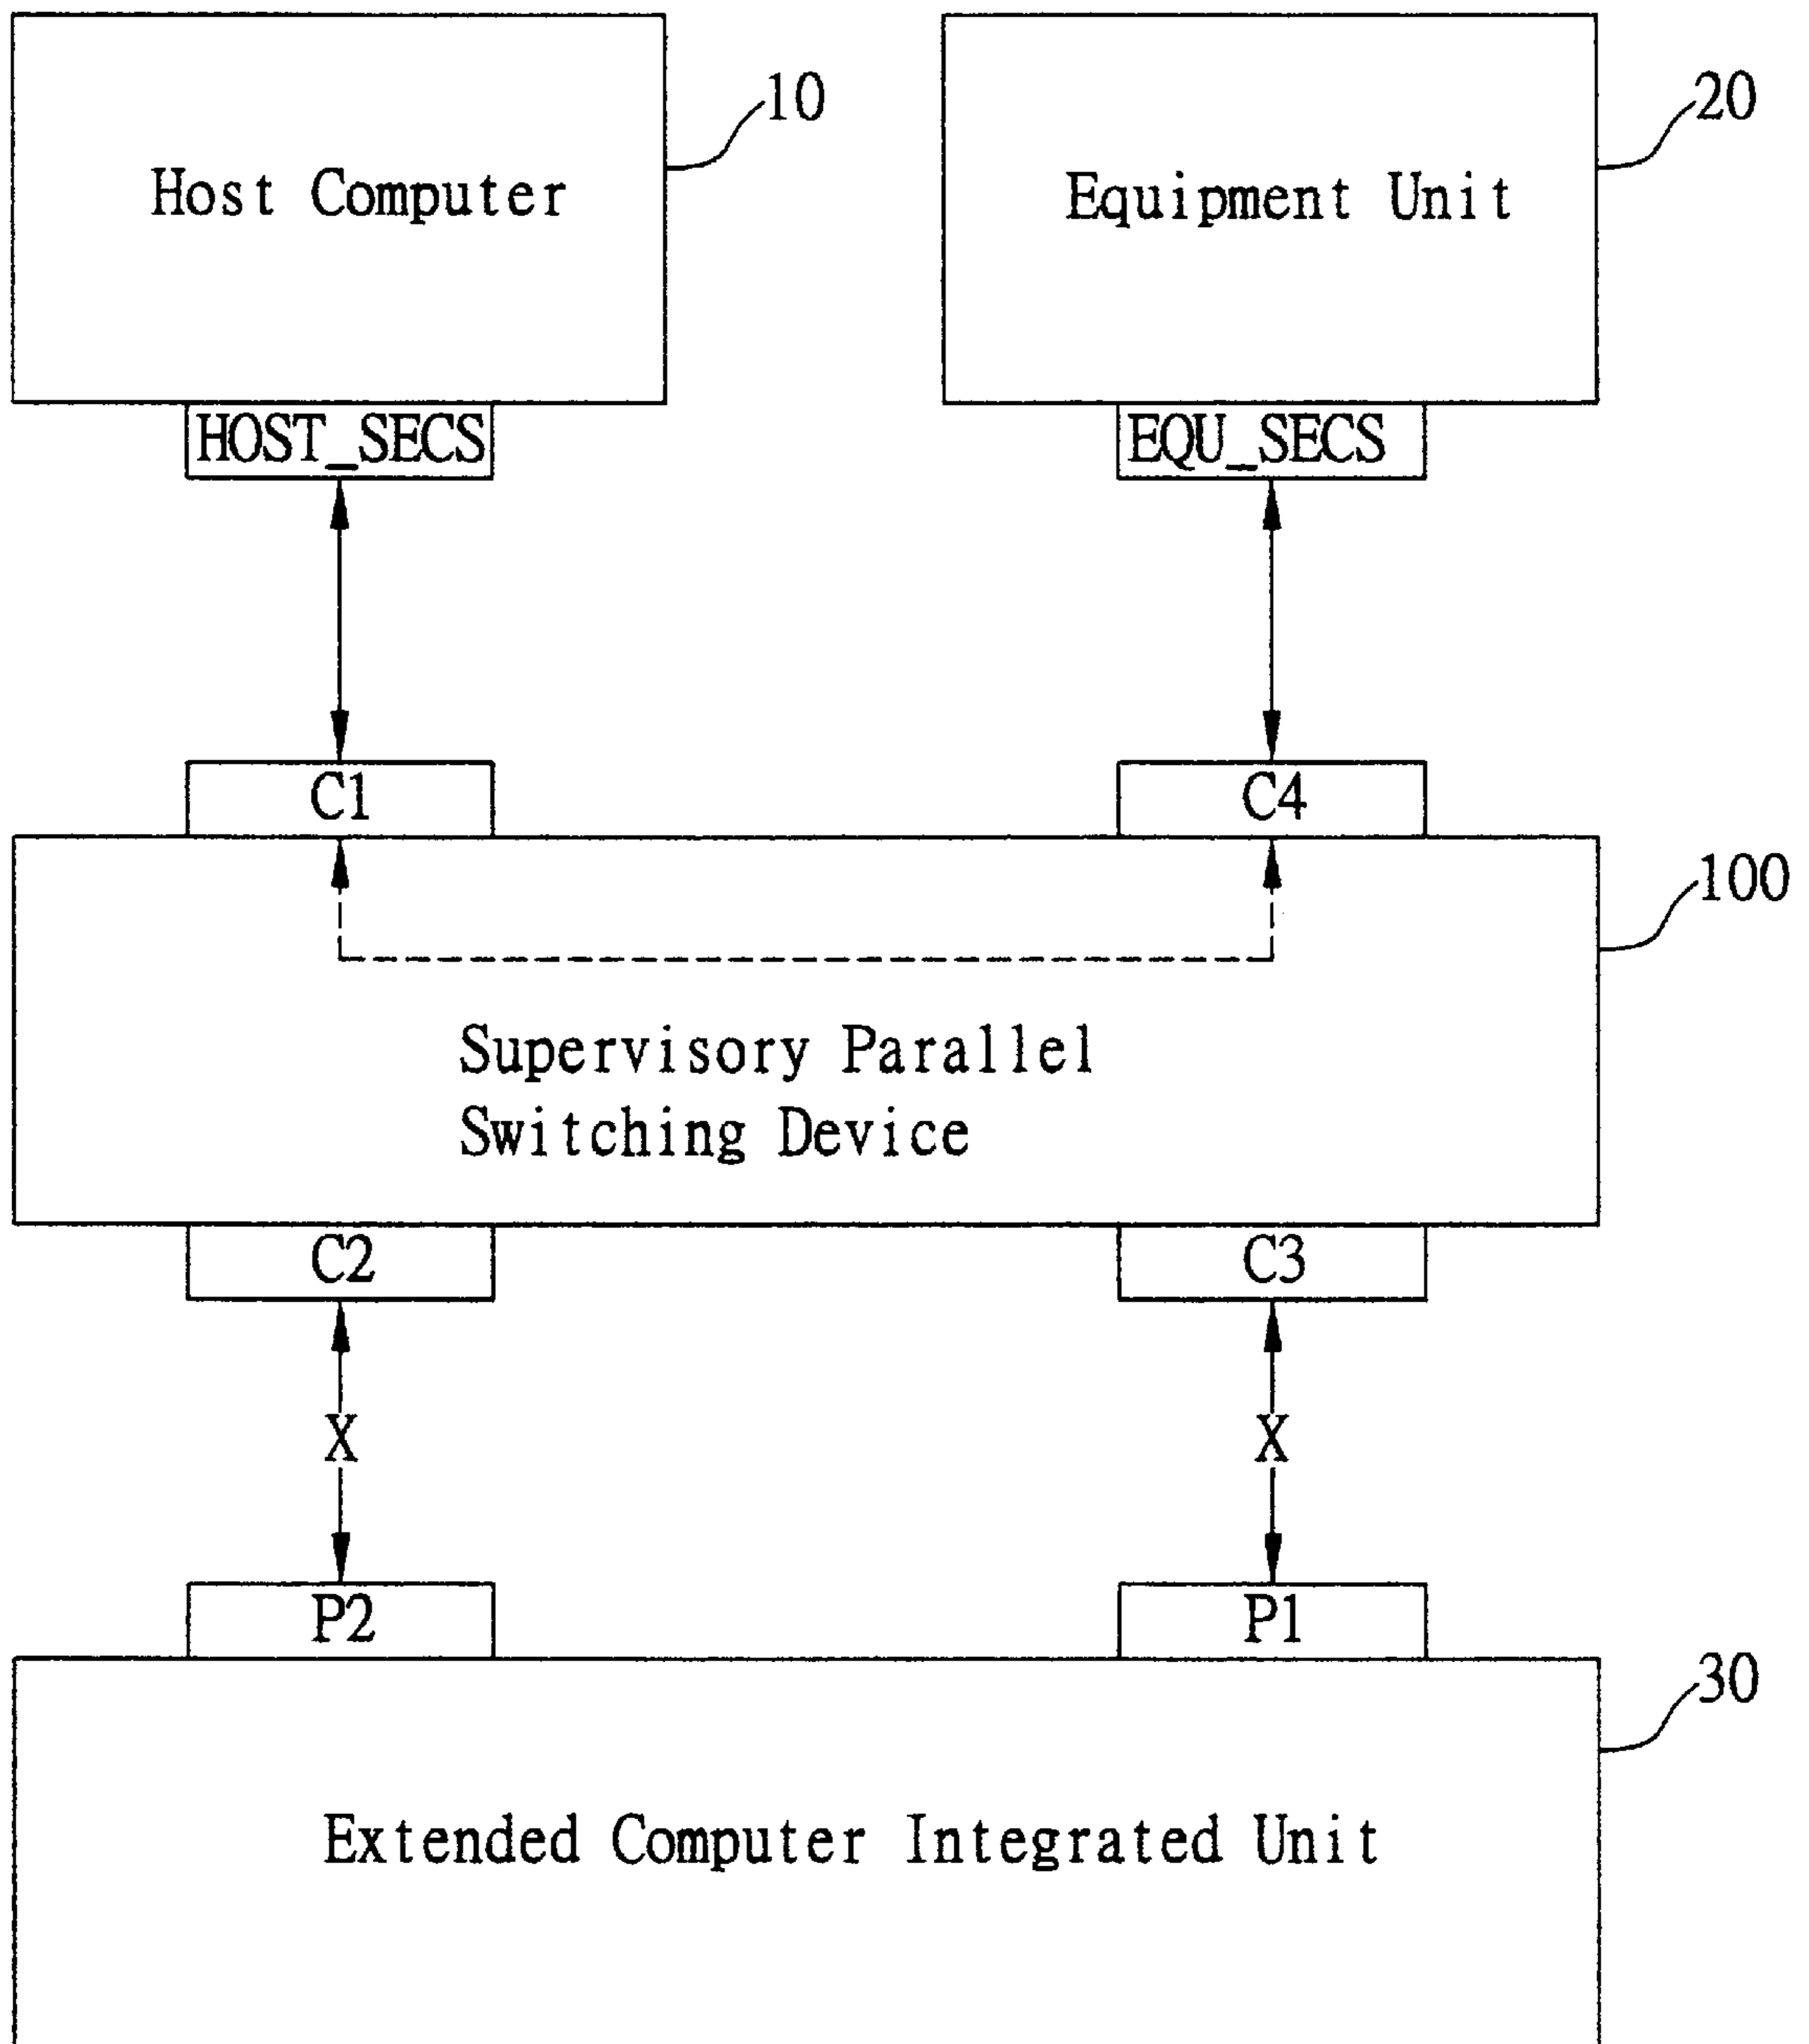 10
20
Host Computer
Equipment Unit
HOST_SECS
EQU_SECS
C1
C4
100
Supervisory Parallel
Switching Device
C2
C3
X
X
P2
P1
30
Extended Computer Integrated Unit